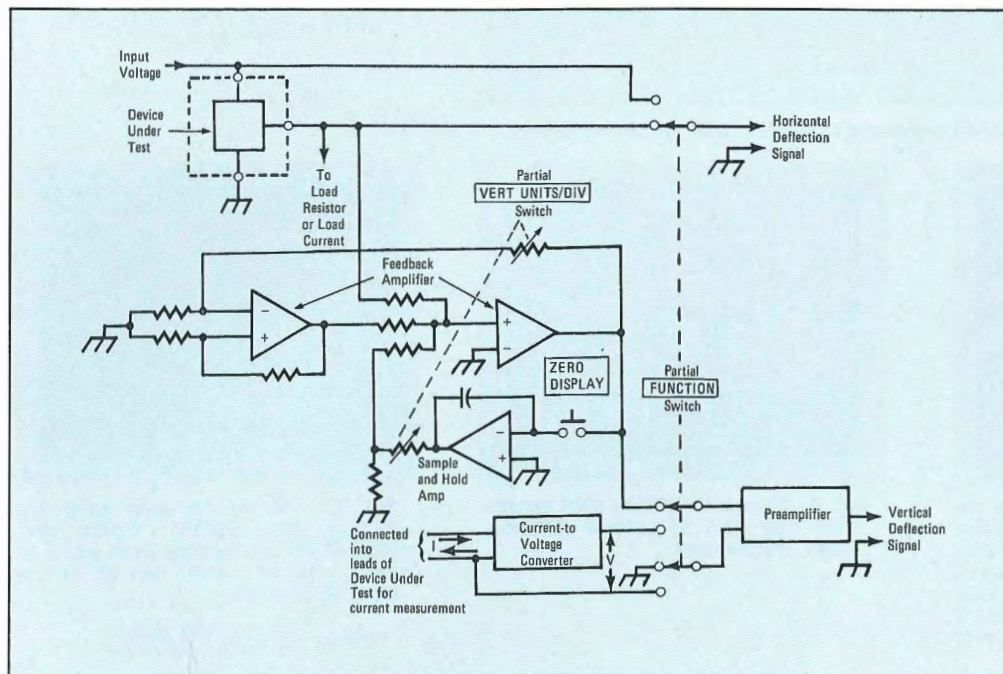 Input
Voltage
Device
Under
Test
To
Load
Resistor
or Load
Current
Horizontal
Deflection
Signal
Partial
VERT UNITS/DIV
Switch
Feedback
Amplifier
-
+
+
-
ZERO
DISPLAY
Partial
FUNCTION
Switch
-
+
Sample
and Hold
Amp
Connected
into
leads of
Device Under
Test for
current measurement
I
Current-to
Voltage
Converter
V
Preamplifier
Vertical
Deflection
Signal